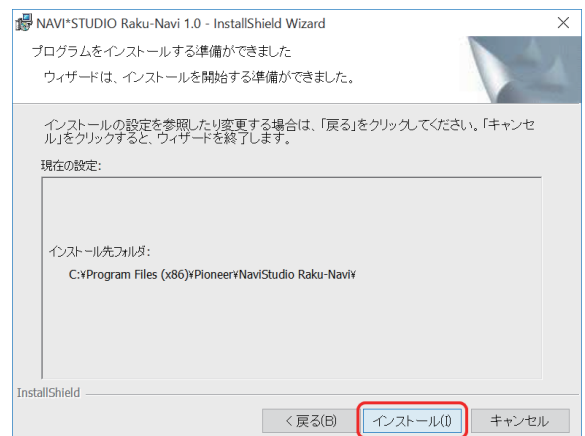 NAVI*STUDIO Raku-Navi 1.0 - InstallShield Wizard
プログラムをインストールする準備ができました
ウィザードは、インストールを開始する準備ができました。
インストールの設定を参照したり変更する場合は、「戻る」をクリックしてください。「キャンセ
ル」をクリックすると、ウィザードを終了します。
現在の設定:
インストール先フォルダ:
C:¥Program Files (x86)¥Pioneer¥NaviStudio Raku-Navi¥
InstallShield
< 戻る(B)
インストール(I)
キャンセル